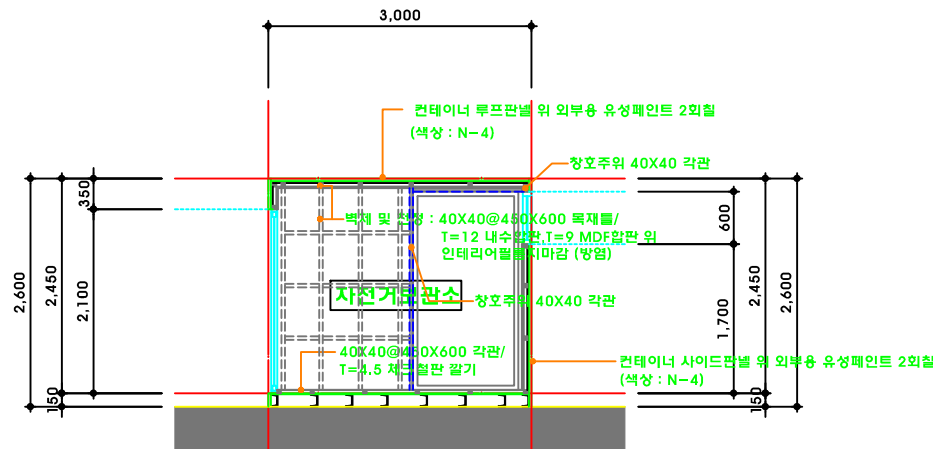 3,000
컨테이너 루프판넬 위 외부용 유성페인트 2회칠
(색상 : N-4)
창호주위 40X40 각관
350
600
벽체 및 천정 : 40X40@450X600 목재틀/
T=12 내수합판,T=9 MDF합판 위
인테리어필름지마감 (방염)
2,600
2,450
2,100
자전거보관소
창호주위 40X40 각관
1,700
2,450
2,600
40X40@450X600 각관/
T=4.5 체크철판 깔기
컨테이너 사이드판넬 위 외부용 유성페인트 2회칠
(색상 : N-4)
150
150